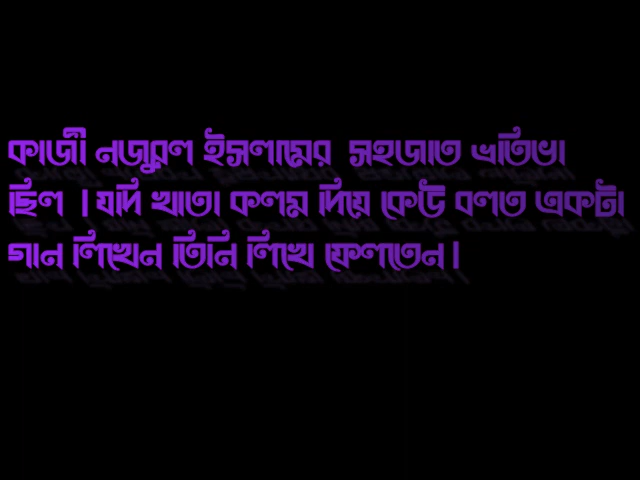 কাজী নজরুল ইসলামের সহজাত প্রতিভা
ছিল । যদি খাতা কলম দিয়ে কেউ বলত একটা
গান লিখেন তিনি লিখে ফেলতেন।